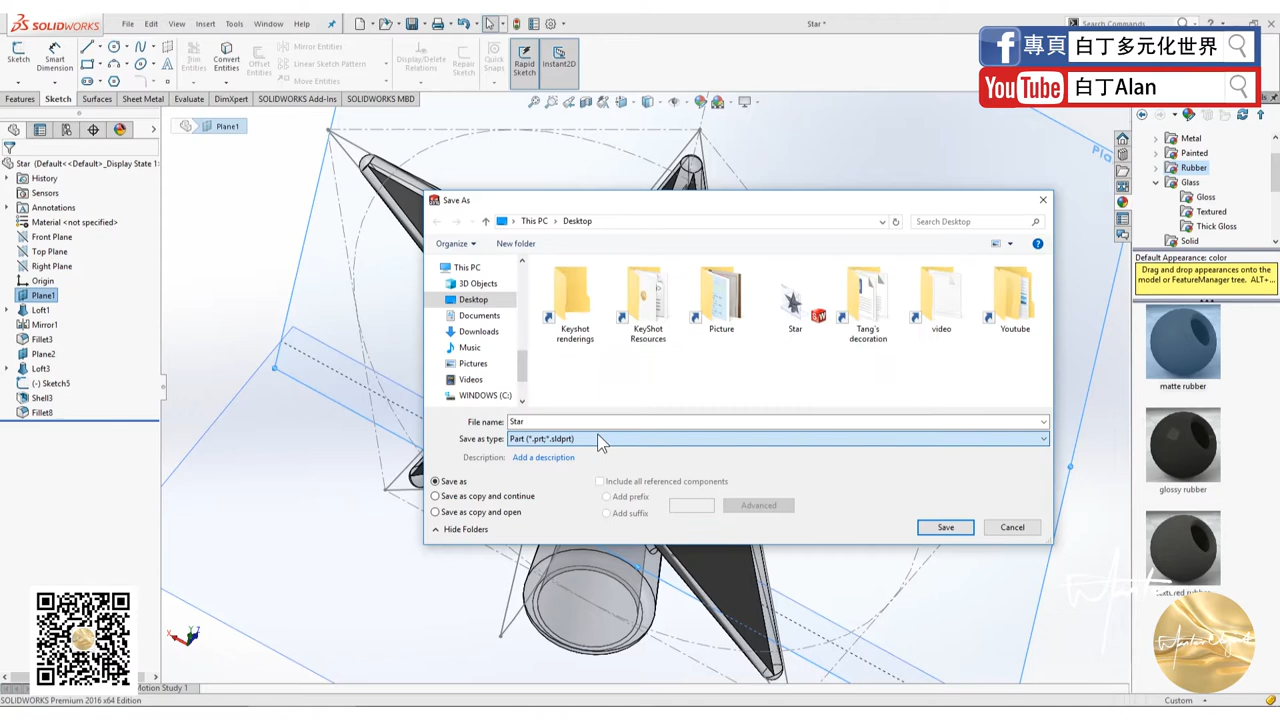 SOLIDWORKS
File
Edit
View
Insert
Tools
Window
Help
Star *
Search Commands
Sketch
Smart Dimension
Trim Entities
Convert Entities
Offset Entities
Mirror Entities
Linear Sketch Pattern
Move Entities
Display/Delete Relations
Repair Sketch
Quick Snaps
Rapid Sketch
Instant2D
f 專頁 白丁多元化世界
YouTube 白丁Alan
Features
Sketch
Surfaces
Sheet Metal
Evaluate
DimXpert
SOLIDWORKS Add-Ins
SOLIDWORKS MBD
Plane1
Pla
Star (Default<<Default>_Display State 1:
History
Sensors
Annotations
Material <not specified>
Front Plane
Top Plane
Right Plane
Origin
Plane1
Loft1
Mirror1
Fillet3
Plane2
Loft3
(-) Sketch5
Shell3
Fillet8
Save As
This PC > Desktop
Search Desktop
Organize
New folder
This PC
3D Objects
Desktop
Documents
Downloads
Music
Pictures
Videos
WINDOWS (C:)
Keyshot renderings
KeyShot Resources
Picture
Star
Tang's decoration
video
Youtube
File name: Star
Save as type: Part (*.prt;*.sldprt)
Description: Add a description
Save as
Save as copy and continue
Save as copy and open
Include all referenced components
Add prefix
Add suffix
Advanced
Hide Folders
Save
Cancel
Metal
Painted
Rubber
Glass
Gloss
Textured
Thick Gloss
Solid
Default Appearance: color
Drag and drop appearances onto the
model or FeatureManager tree. ALT+...
matte rubber
glossy rubber
Motion Study 1
SOLIDWORKS Premium 2016 x64 Edition
Custom